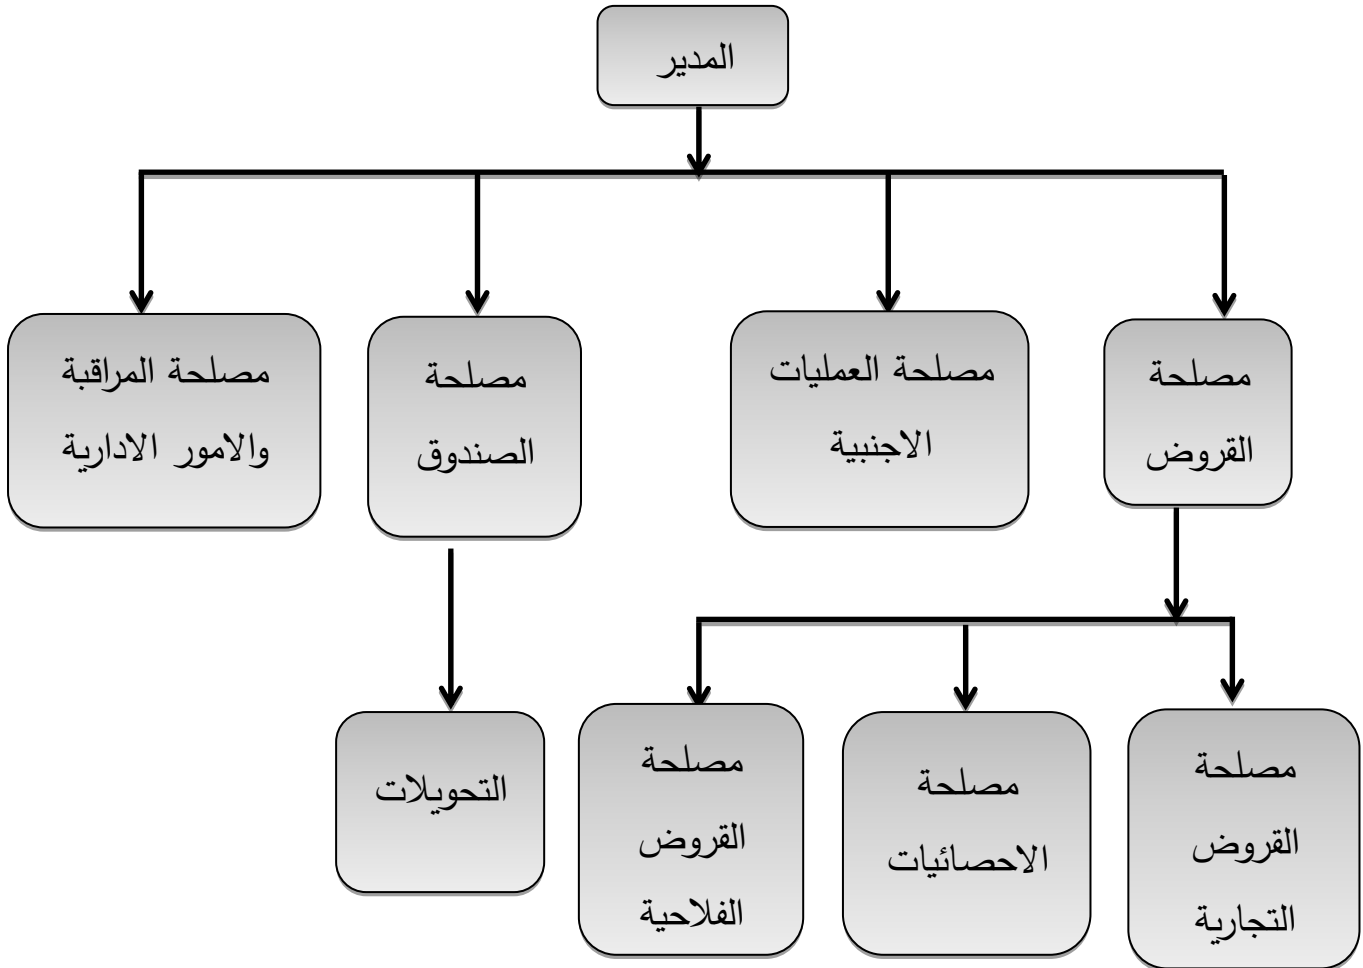 المدير
مصلحة
القروض
مصلحة العمليات
الاجنبية
مصلحة
الصندوق
مصلحة المراقبة
والامور الادارية
مصلحة
القروض
التجارية
مصلحة
الاحصائيات
مصلحة
القروض
الفلاحية
التحويلات